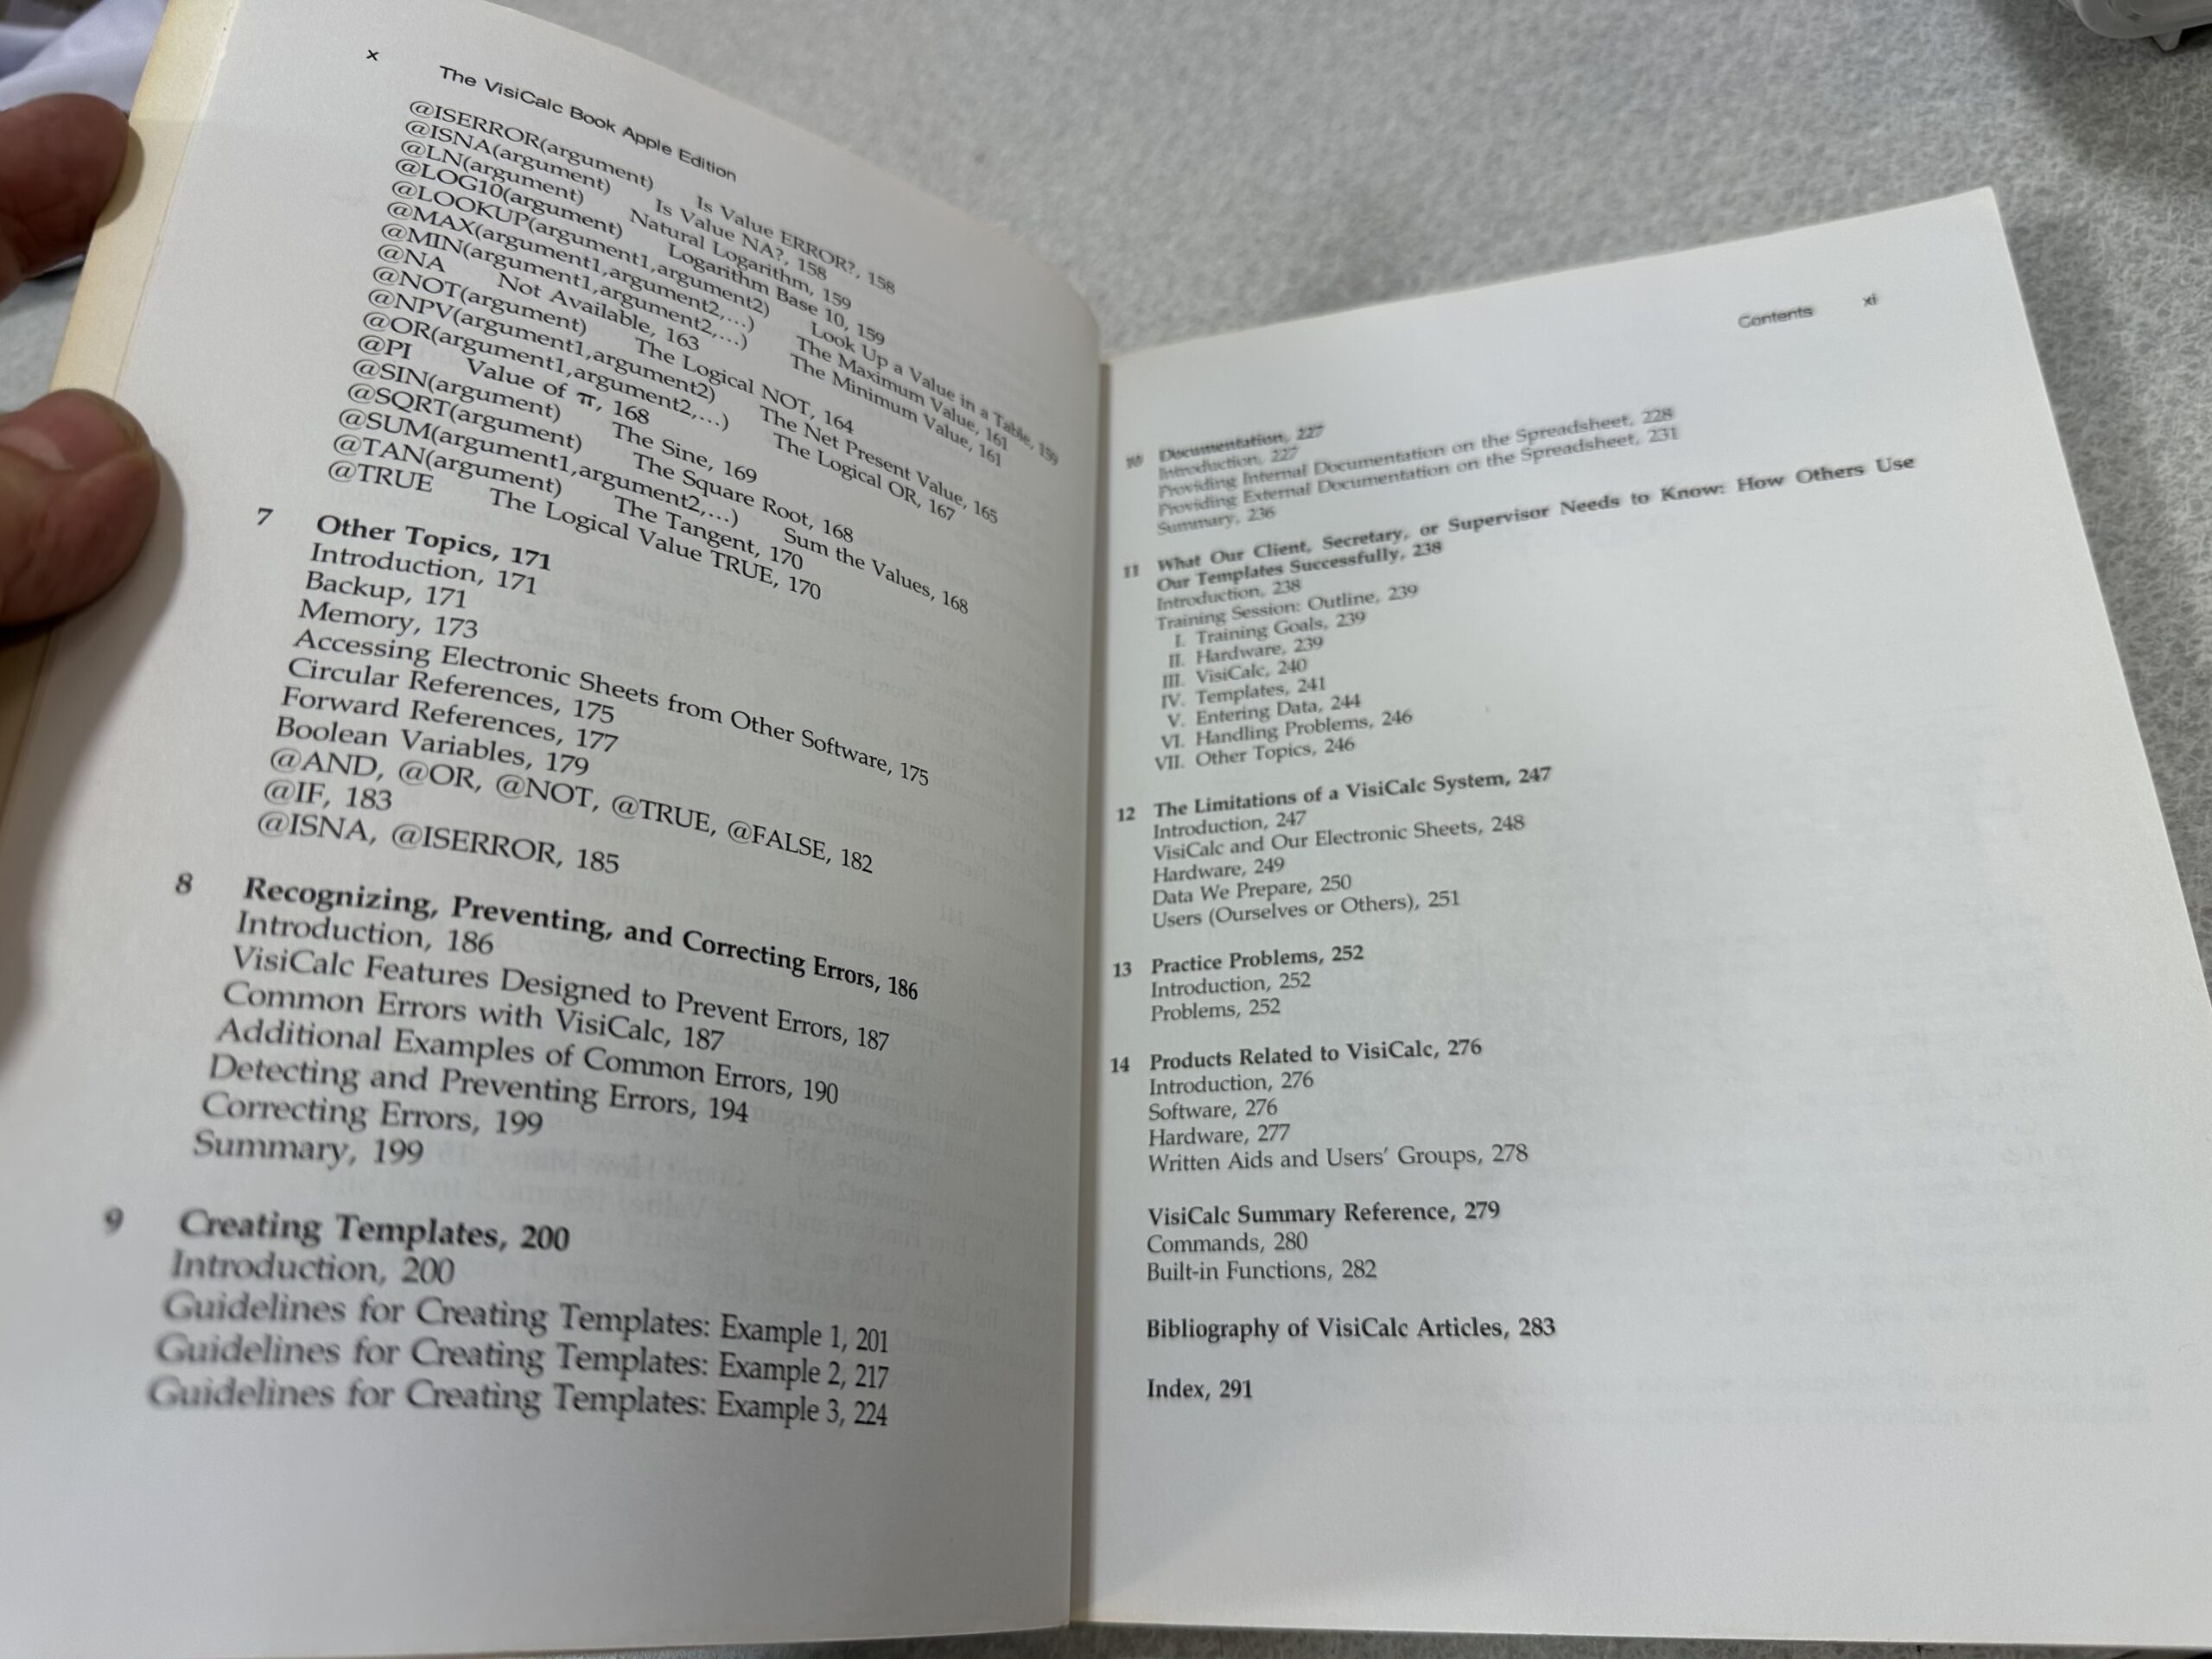 x The VisiCalc Book Apple Edition
@ISERROR(argument) Is Value ERROR?, 158
@ISNA(argument) Is Value NA?, 158
@LN(argument) Natural Logarithm, 159
@LOG10(argument) Logarithm Base 10, 159
@LOOKUP(argument1,argument2) Look Up a Value in a Table, 159
@MAX(argument1,argument2,...) The Maximum Value, 161
@MIN(argument1,argument2,...) The Minimum Value, 161
@NA Not Available, 163
@NOT(argument) The Logical NOT, 164
@NPV(argument1,argument2) The Net Present Value, 165
@OR(argument1,argument2,...) The Logical OR, 167
@PI Value of π, 168
@SIN(argument) The Sine, 169
@SQRT(argument) The Square Root, 168
@SUM(argument1,argument2,...) Sum the Values, 168
@TAN(argument) The Tangent, 170
@TRUE The Logical Value TRUE, 170
7 Other Topics, 171
Introduction, 171
Backup, 171
Memory, 173
Accessing Electronic Sheets from Other Software, 175
Circular References, 175
Forward References, 177
Boolean Variables, 179
@AND, @OR, @NOT, @TRUE, @FALSE, 182
@IF, 183
@ISNA, @ISERROR, 185
8 Recognizing, Preventing, and Correcting Errors, 186
Introduction, 186
VisiCalc Features Designed to Prevent Errors, 187
Common Errors with VisiCalc, 187
Additional Examples of Common Errors, 190
Detecting and Preventing Errors, 194
Correcting Errors, 199
Summary, 199
9 Creating Templates, 200
Introduction, 200
Guidelines for Creating Templates: Example 1, 201
Guidelines for Creating Templates: Example 2, 217
Guidelines for Creating Templates: Example 3, 224
Contents xi
10 Documentation, 227
Introduction, 227
Providing Internal Documentation on the Spreadsheet, 228
Providing External Documentation on the Spreadsheet, 231
Summary, 236
11 What Our Client, Secretary, or Supervisor Needs to Know: How Others Use
Our Templates Successfully, 238
Introduction, 238
Training Session: Outline, 239
I. Training Goals, 239
II. Hardware, 239
III. VisiCalc, 240
IV. Templates, 241
V. Entering Data, 244
VI. Handling Problems, 246
VII. Other Topics, 246
12 The Limitations of a VisiCalc System, 247
Introduction, 247
VisiCalc and Our Electronic Sheets, 248
Hardware, 249
Data We Prepare, 250
Users (Ourselves or Others), 251
13 Practice Problems, 252
Introduction, 252
Problems, 252
14 Products Related to VisiCalc, 276
Introduction, 276
Software, 276
Hardware, 277
Written Aids and Users' Groups, 278
VisiCalc Summary Reference, 279
Commands, 280
Built-in Functions, 282
Bibliography of VisiCalc Articles, 283
Index, 291